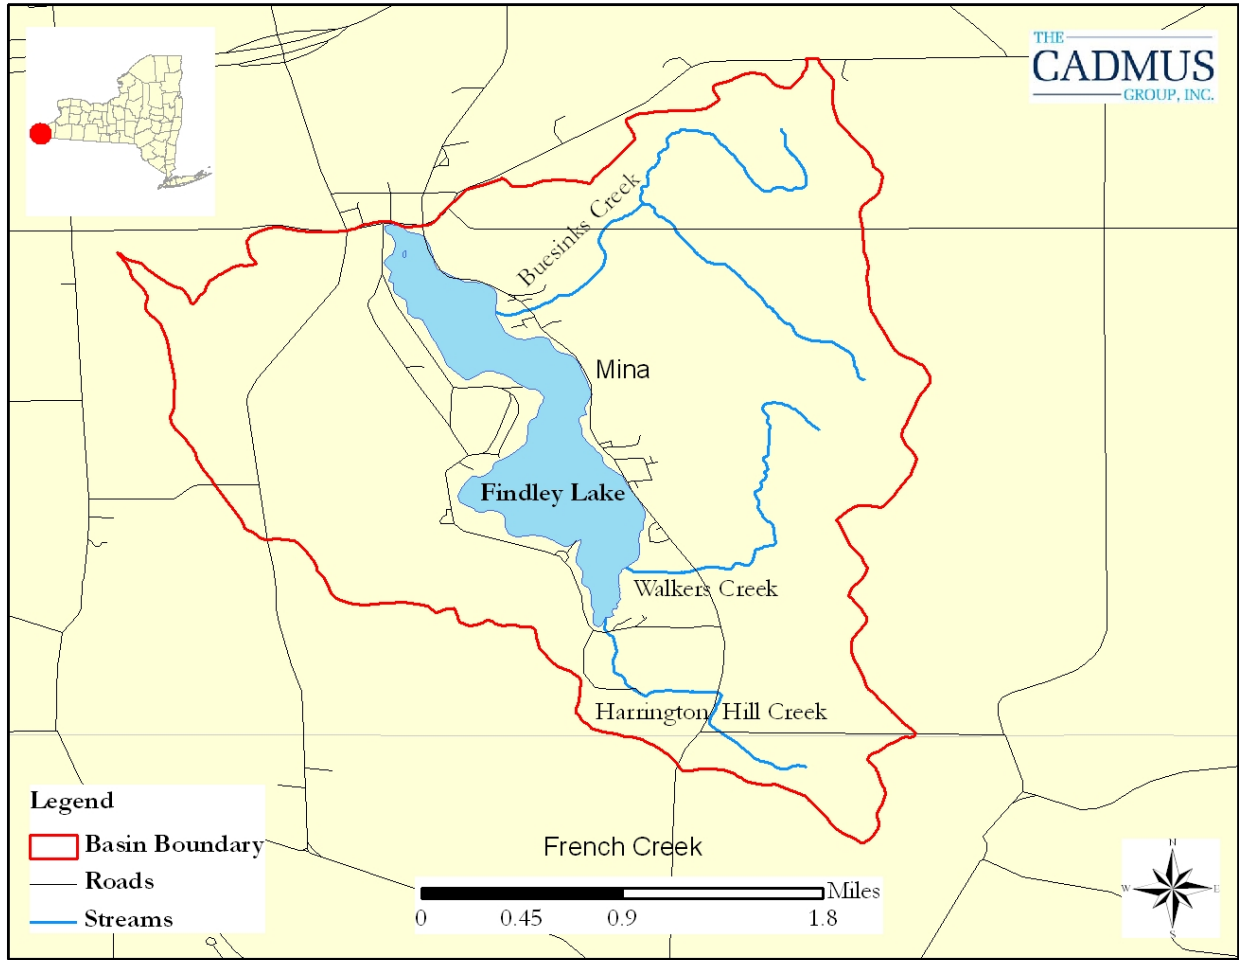 THE
CADMUS
GROUP, INC.
Buesinks Creek
Mina
Findley Lake
Walkers Creek
Harrington Hill Creek
French Creek
Legend
Basin Boundary
Roads
Streams
Miles
0 0.45 0.9 1.8
N
W E
S